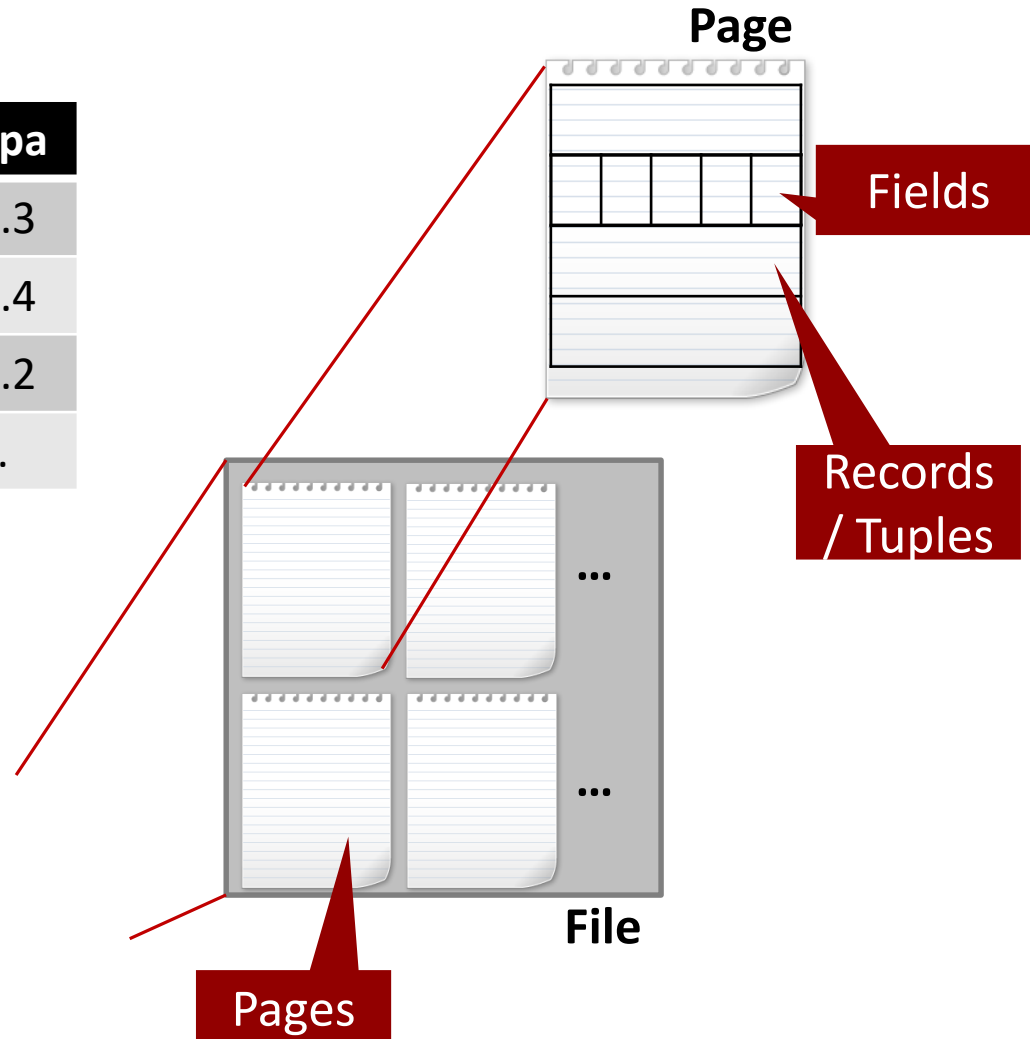 Page
pa
.3
.4
.2
.
Fields
Records
/ Tuples
...
...
File
Pages